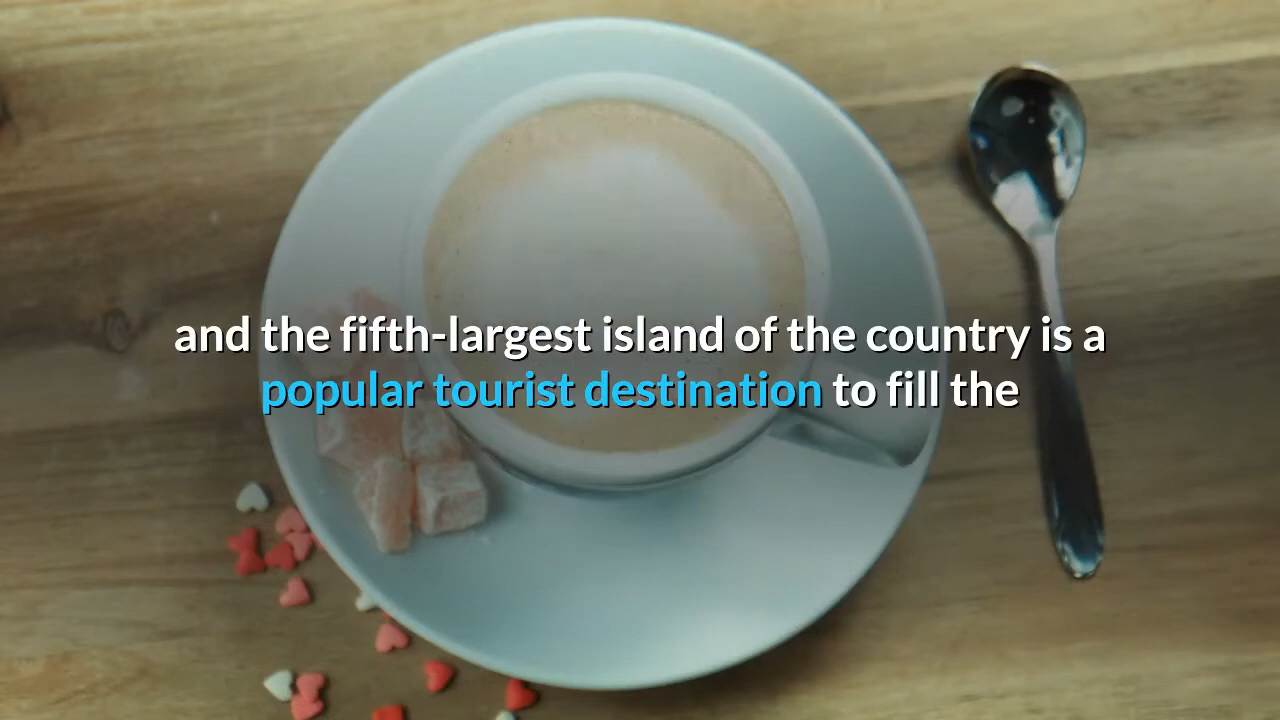 and the fifth-largest island of the country is a
popular tourist destination to fill the